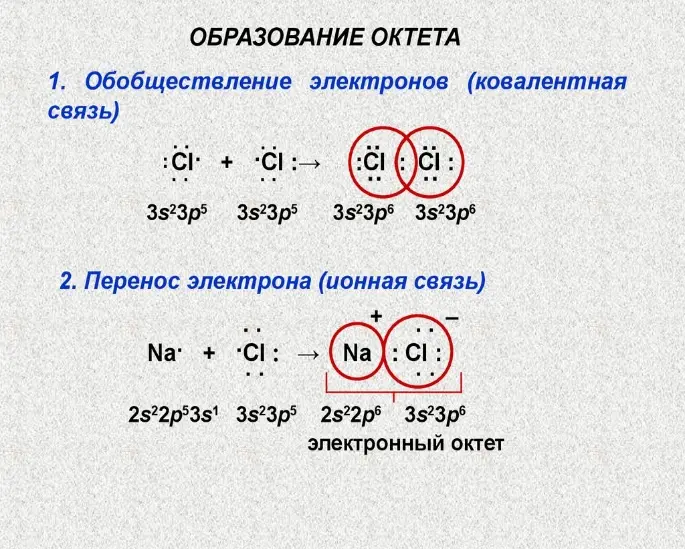 ОБРАЗОВАНИЕ ОКТЕТА
1. Обобществление электронов (ковалентная
связь)
:Cl· + ·Cl :→ :Cl : Cl :
3s²3p⁵ 3s²3p⁵ 3s²3p⁶ 3s²3p⁶
2. Перенос электрона (ионная связь)
+ –
Na· + ·Cl : → Na : Cl :
2s²2p⁵3s¹ 3s²3p⁵ 2s²2p⁶ 3s²3p⁶
электронный октет